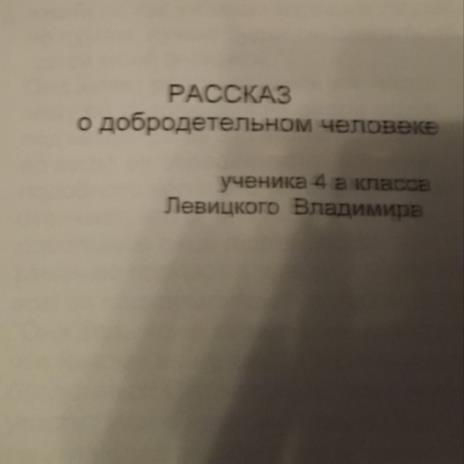 РАССКАЗ
о добродетельном человеке
ученика 4 а класса
Левицкого Владимира